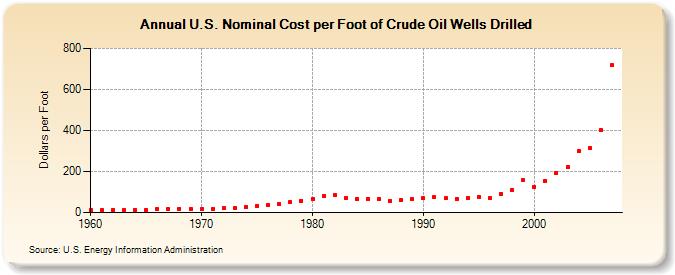 Annual U.S. Nominal Cost per Foot of Crude Oil Wells Drilled
Dollars per Foot
800
600
400
200
0
1960 1970 1980 1990 2000
Source: U.S. Energy Information Administration